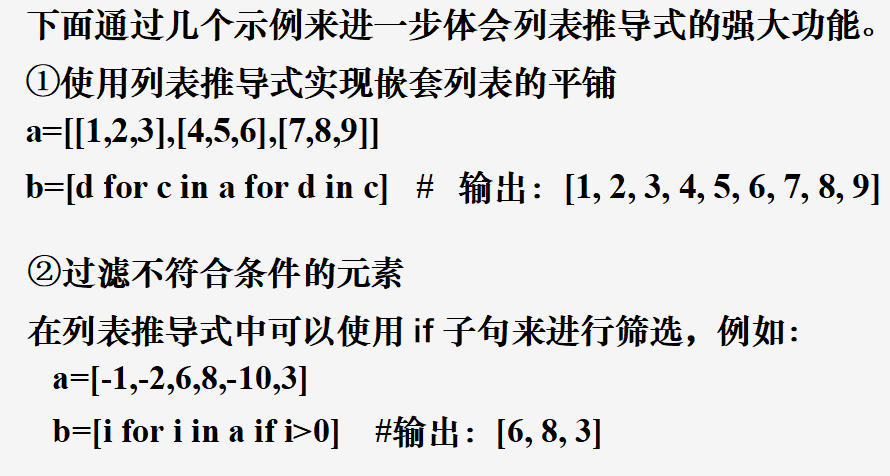 下面通过几个示例来进一步体会列表推导式的强大功能。
①使用列表推导式实现嵌套列表的平铺
a=[[1,2,3],[4,5,6],[7,8,9]]
b=[d for c in a for d in c]   #   输出：[1, 2, 3, 4, 5, 6, 7, 8, 9]
②过滤不符合条件的元素
在列表推导式中可以使用 if 子句来进行筛选，例如：
a=[-1,-2,6,8,-10,3]
b=[i for i in a if i>0]    #输出：[6, 8, 3]